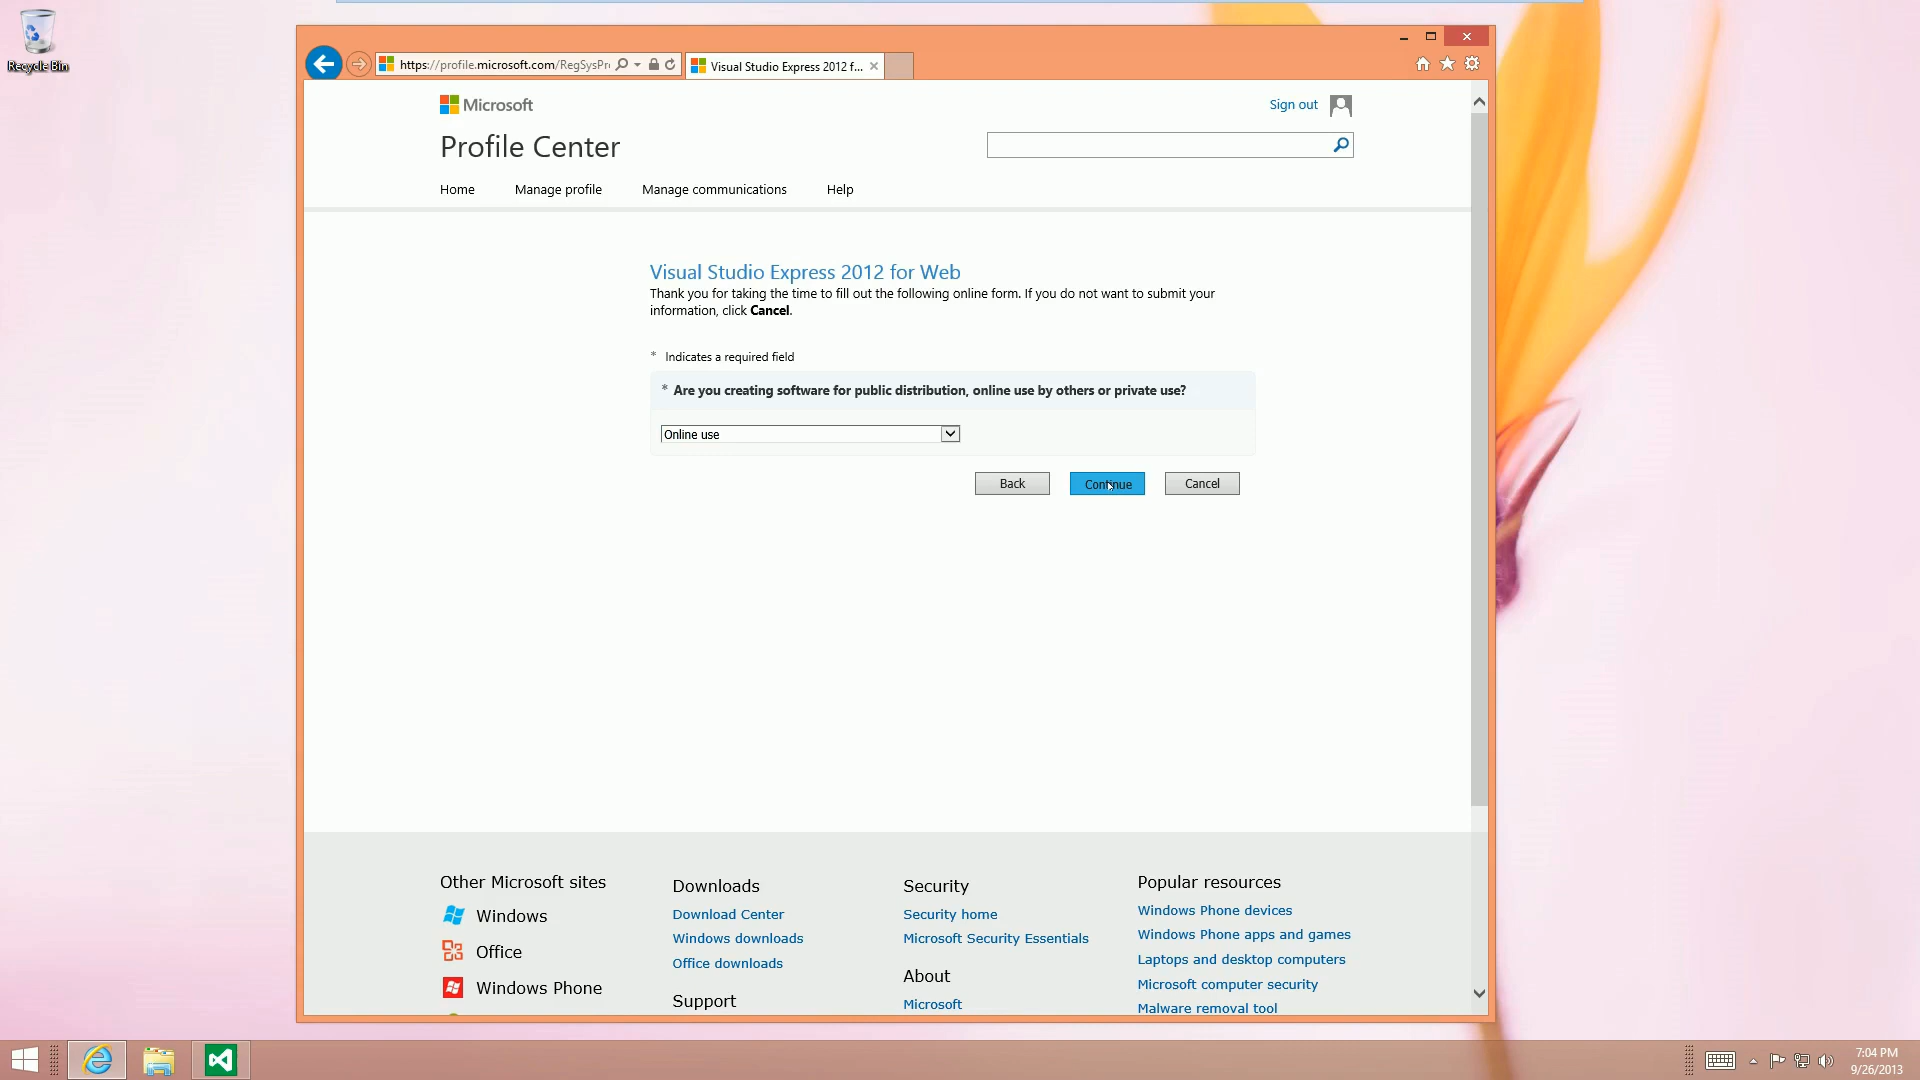 Recycle Bin
https://profile.microsoft.com/RegSysPr
Visual Studio Express 2012 f...
Microsoft
Sign out
Profile Center
Home
Manage profile
Manage communications
Help
Visual Studio Express 2012 for Web
Thank you for taking the time to fill out the following online form. If you do not want to submit your
information, click Cancel.
* Indicates a required field
* Are you creating software for public distribution, online use by others or private use?
Online use
Back
Continue
Cancel
Other Microsoft sites
Windows
Office
Windows Phone
Downloads
Download Center
Windows downloads
Office downloads
Support
Security
Security home
Microsoft Security Essentials
About
Microsoft
Popular resources
Windows Phone devices
Windows Phone apps and games
Laptops and desktop computers
Microsoft computer security
Malware removal tool
7:04 PM
9/26/2013